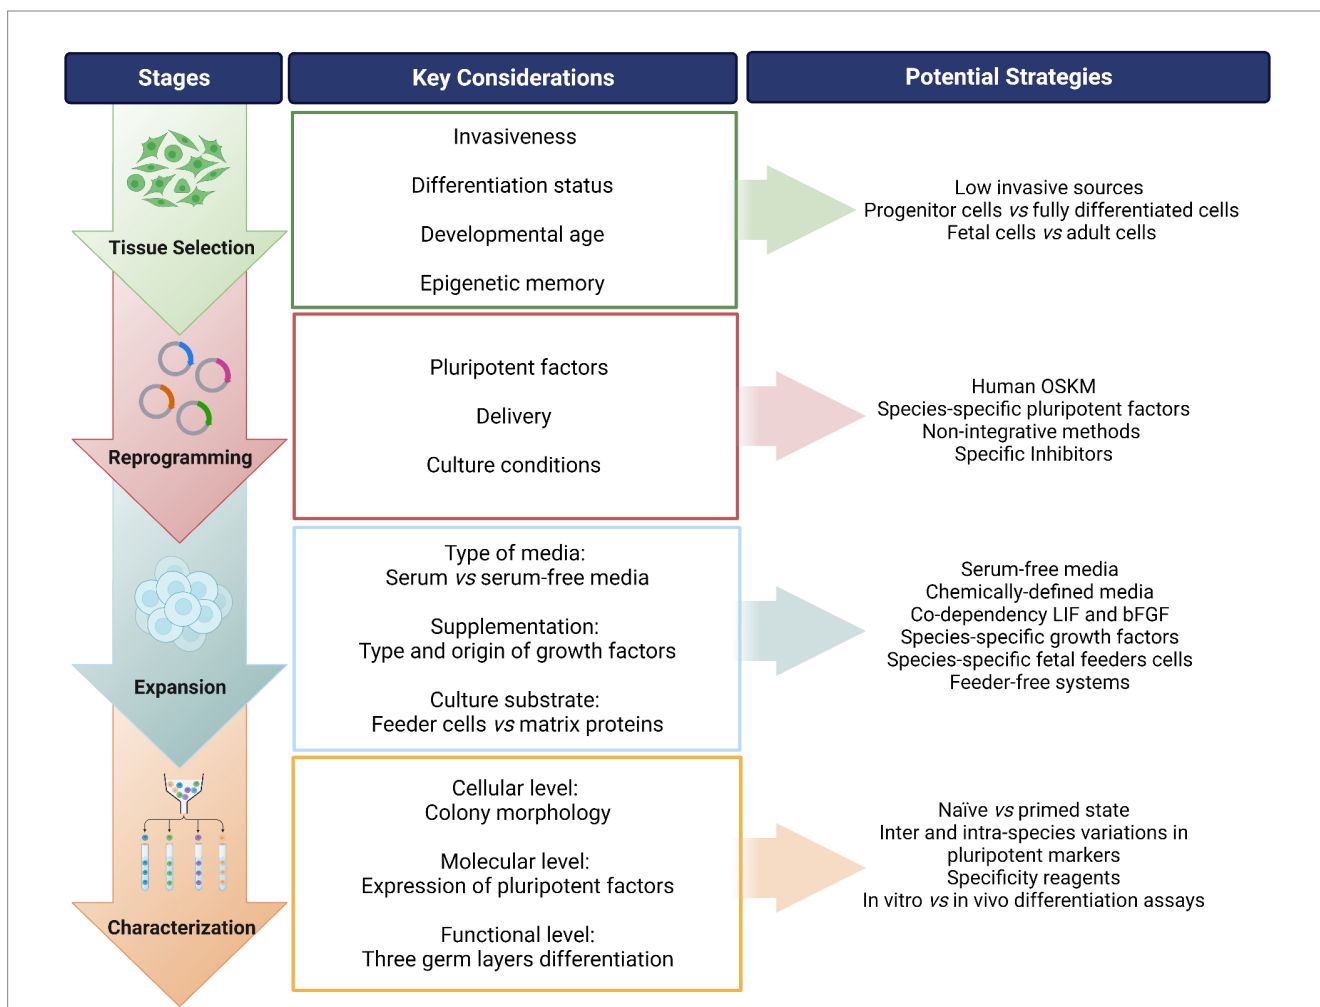 Stages
Key Considerations
Potential Strategies
Tissue Selection
Invasiveness
Differentiation status
Developmental age
Epigenetic memory
Low invasive sources
Progenitor cells vs fully differentiated cells
Fetal cells vs adult cells
Reprogramming
Pluripotent factors
Delivery
Culture conditions
Human OSKM
Species-specific pluripotent factors
Non-integrative methods
Specific Inhibitors
Expansion
Type of media:
Serum vs serum-free media
Supplementation:
Type and origin of growth factors
Culture substrate:
Feeder cells vs matrix proteins
Serum-free media
Chemically-defined media
Co-dependency LIF and bFGF
Species-specific growth factors
Species-specific fetal feeders cells
Feeder-free systems
Characterization
Cellular level:
Colony morphology
Molecular level:
Expression of pluripotent factors
Functional level:
Three germ layers differentiation
Naïve vs primed state
Inter and intra-species variations in
pluripotent markers
Specificity reagents
In vitro vs in vivo differentiation assays